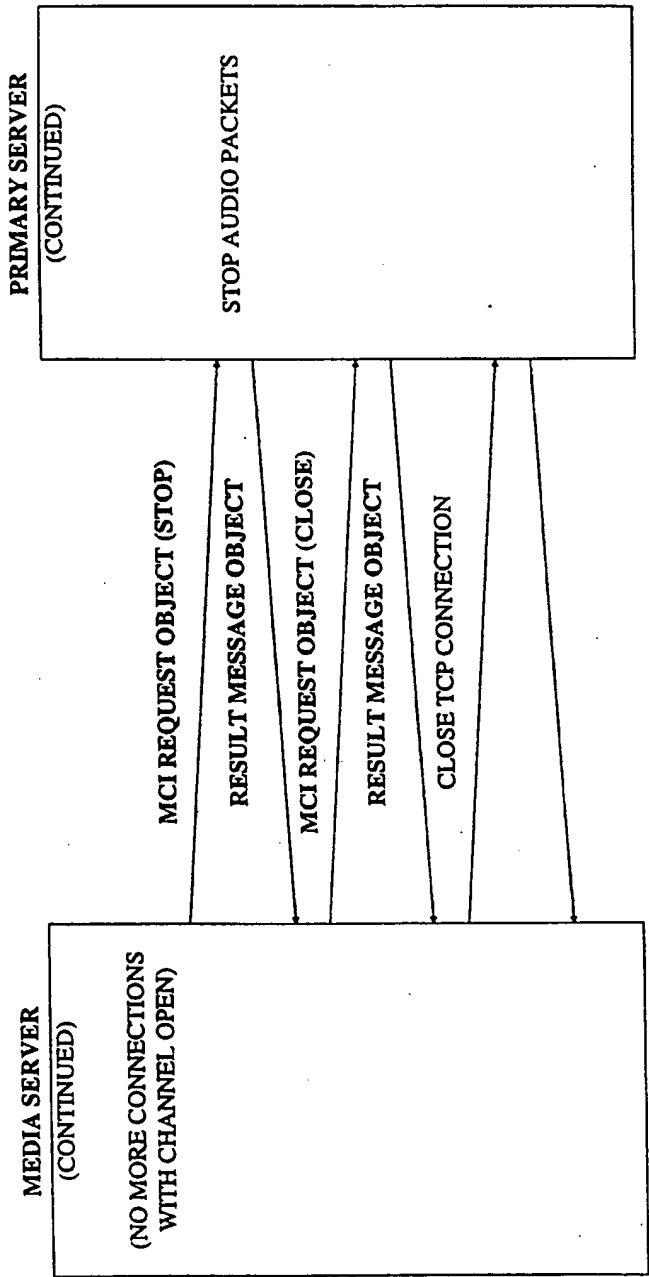 MEDIA SERVER
(CONTINUED)
(NO MORE CONNECTIONS
WITH CHANNEL OPEN)
MCI REQUEST OBJECT (STOP)
RESULT MESSAGE OBJECT
MCI REQUEST OBJECT (CLOSE)
RESULT MESSAGE OBJECT
CLOSE TCP CONNECTION
PRIMARY SERVER
(CONTINUED)
STOP AUDIO PACKETS